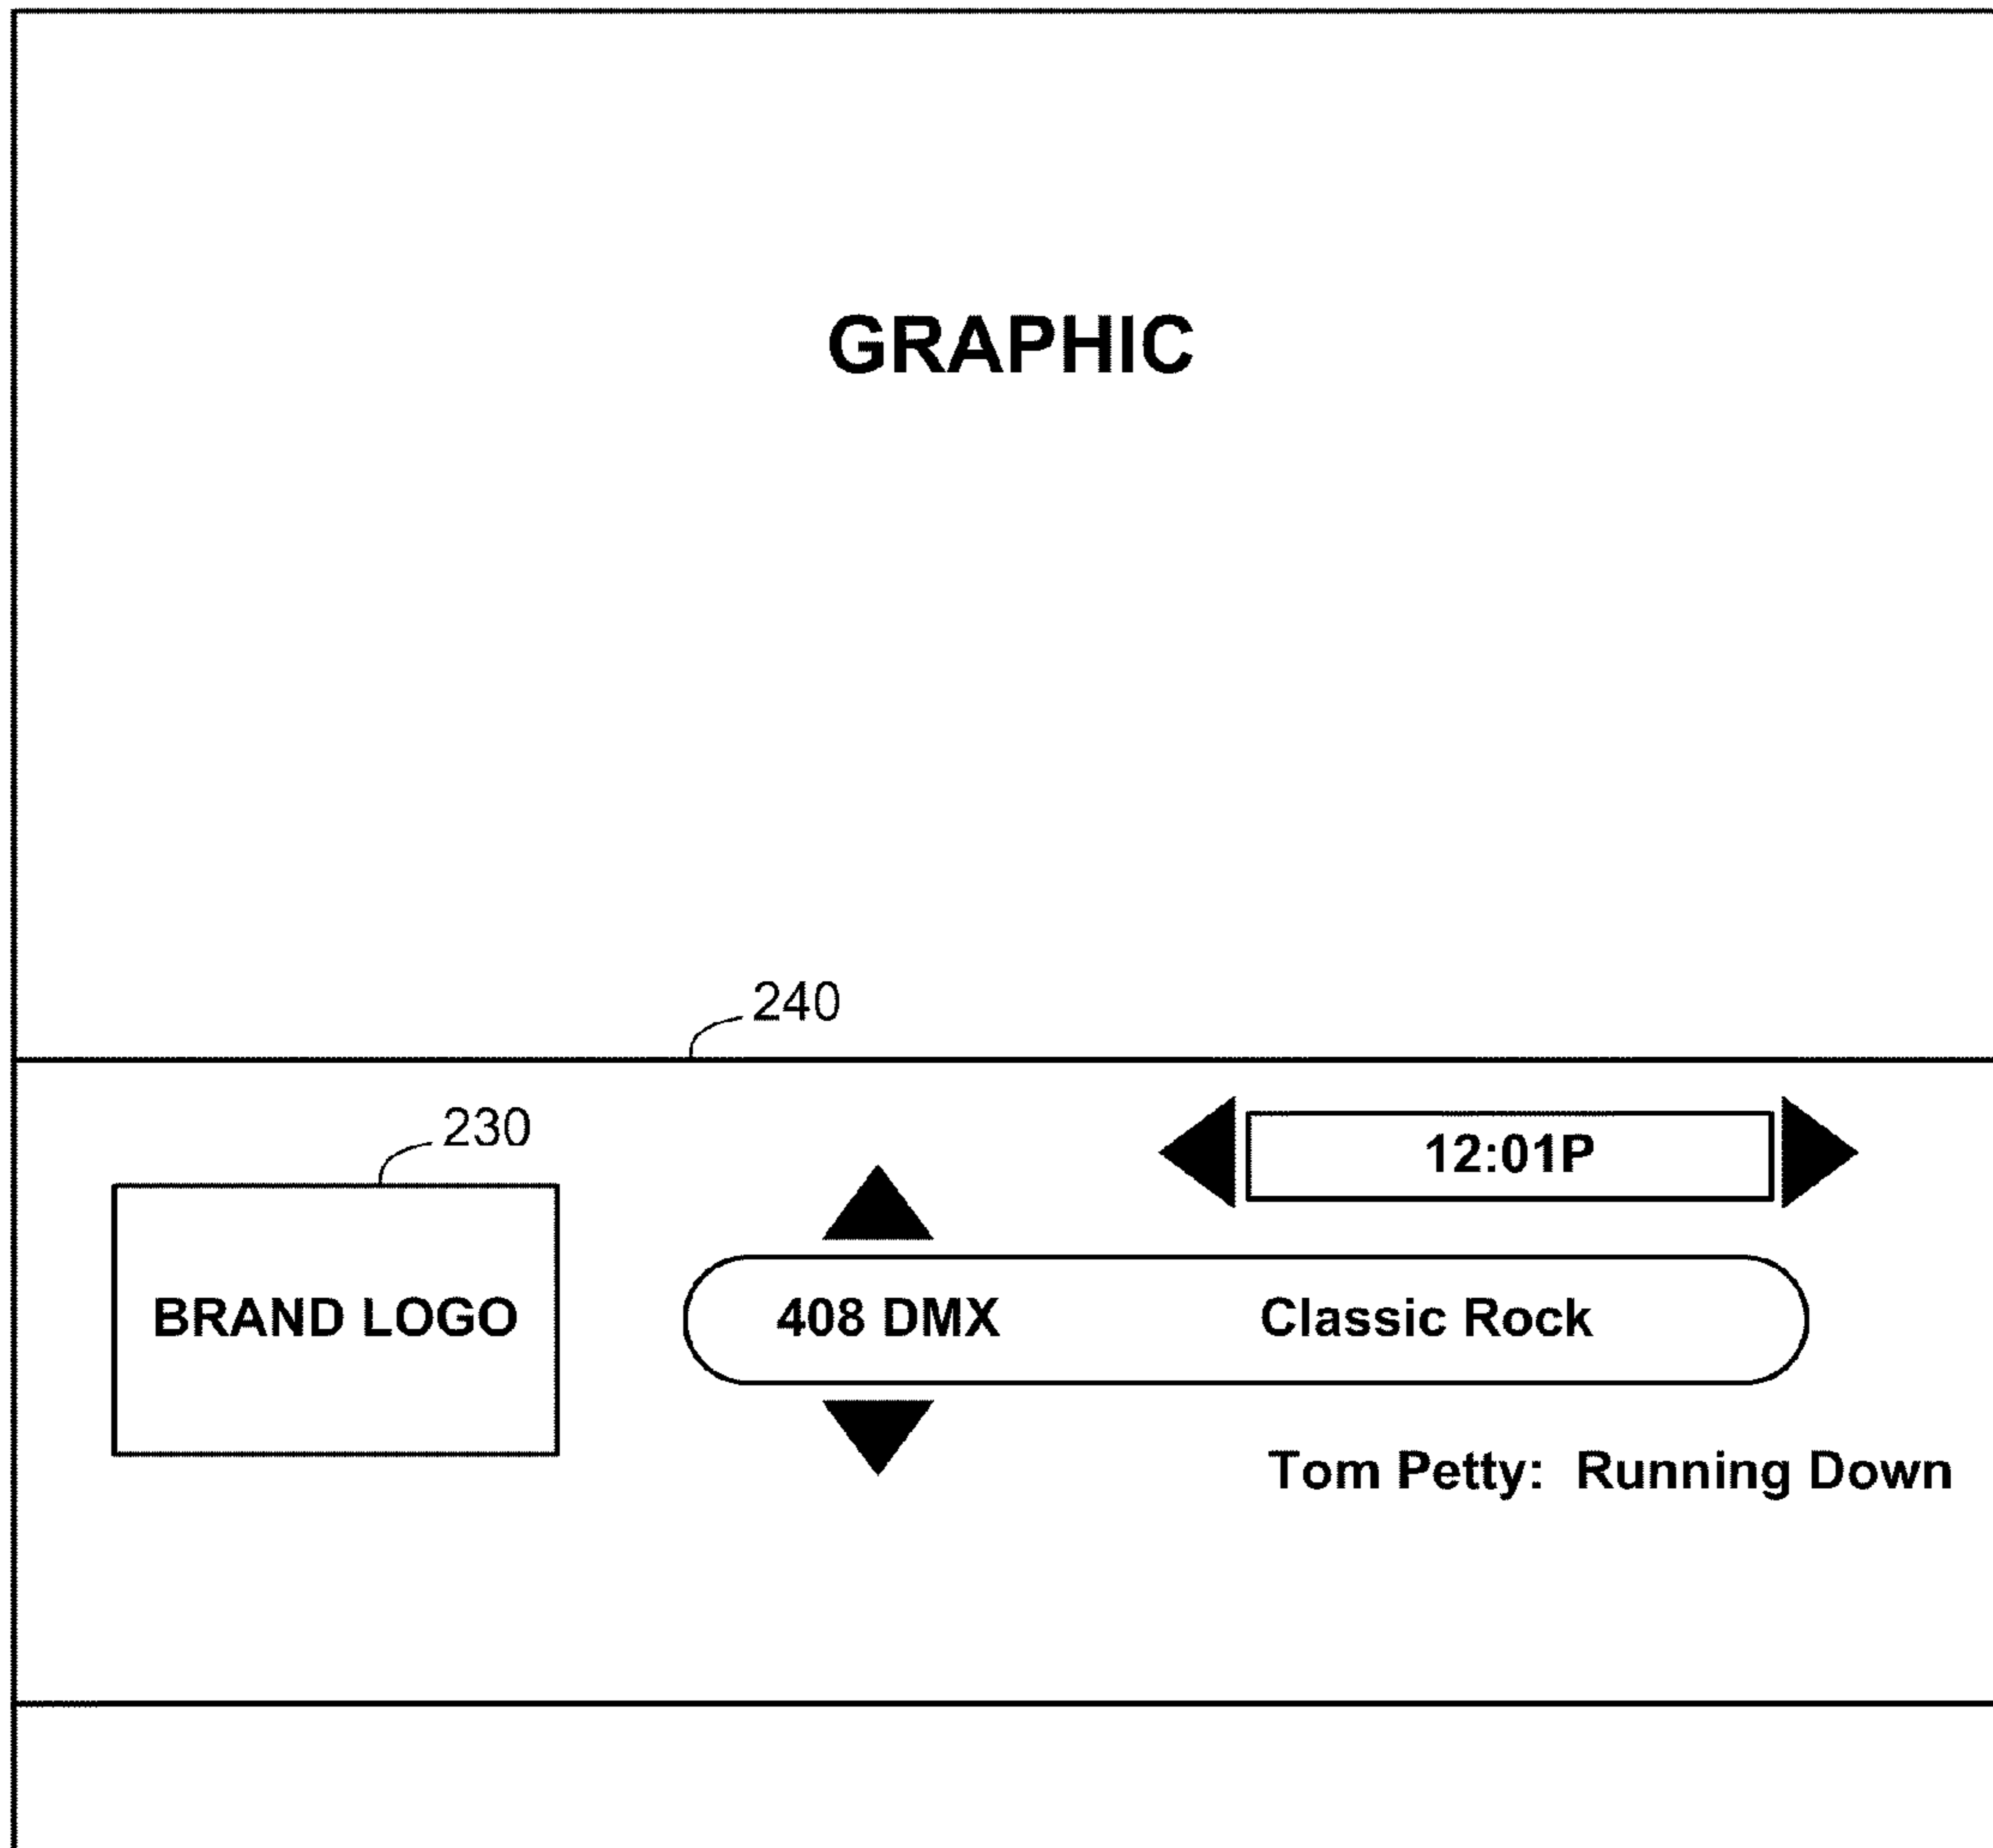 GRAPHIC
240
230
12:01P
BRAND LOGO
408 DMX Classic Rock
Tom Petty: Running Down